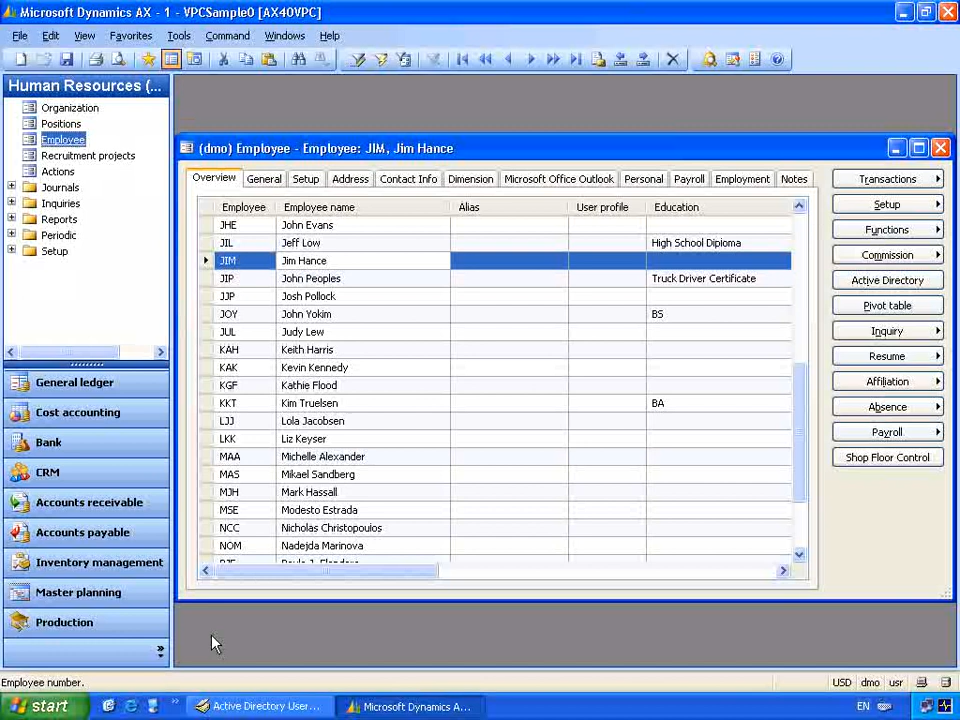 Microsoft Dynamics AX - 1 - VPCSample0 [AX40VPC]
File Edit View Favorites Tools Command Windows Help
Human Resources (...
Organization
Positions
Employee
Recruitment projects
Actions
Journals
Inquiries
Reports
Periodic
Setup
General ledger
Cost accounting
Bank
CRM
Accounts receivable
Accounts payable
Inventory management
Master planning
Production
(dmo) Employee - Employee: JIM, Jim Hance
Overview General Setup Address Contact Info Dimension Microsoft Office Outlook Personal Payroll Employment Notes
Employee Employee name Alias User profile Education
JHE John Evans
JIL Jeff Low High School Diploma
JIM Jim Hance
JIP John Peoples Truck Driver Certificate
JJP Josh Pollock
JOY John Yokim BS
JUL Judy Lew
KAH Keith Harris
KAK Kevin Kennedy
KGF Kathie Flood
KKT Kim Truelsen BA
LJJ Lola Jacobsen
LKK Liz Keyser
MAA Michelle Alexander
MAS Mikael Sandberg
MJH Mark Hassall
MSE Modesto Estrada
NCC Nicholas Christopoulos
NOM Nadejda Marinova
Transactions
Setup
Functions
Commission
Active Directory
Pivot table
Inquiry
Resume
Affiliation
Absence
Payroll
Shop Floor Control
Employee number.
USD dmo usr
start
Active Directory User...
Microsoft Dynamics A...
EN